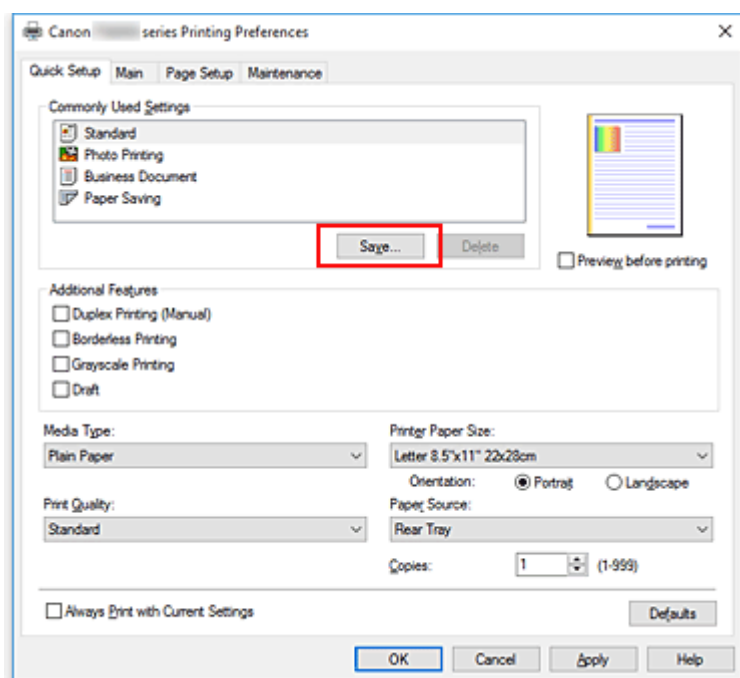 Canon series Printing Preferences
Quick Setup Main Page Setup Maintenance
Commonly Used Settings
Standard
Photo Printing
Business Document
Paper Saving
Save... Delete
Preview before printing
Additional Features
Duplex Printing (Manual)
Borderless Printing
Grayscale Printing
Draft
Media Type: Printer Paper Size:
Plain Paper Letter 8.5"x11" 22x28cm
Orientation: Portrait Landscape
Print Quality: Paper Source:
Standard Rear Tray
Copies: 1 (1-999)
Always Print with Current Settings Defaults
OK Cancel Apply Help